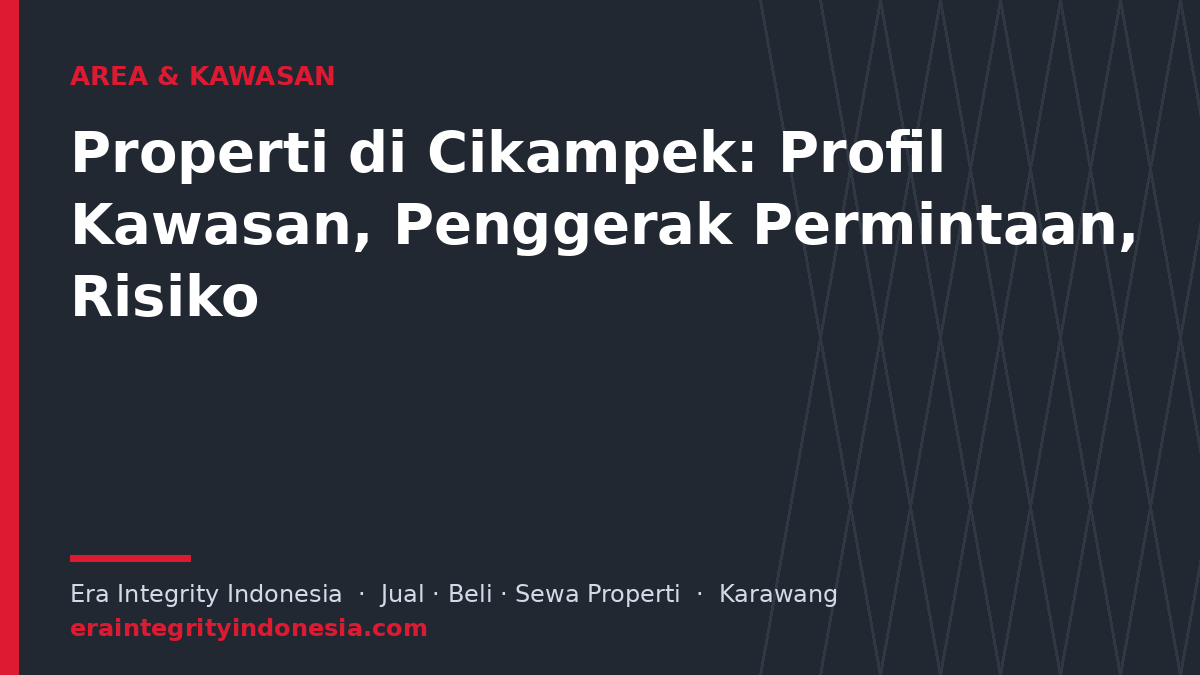 AREA & KAWASAN
Properti di Cikampek: Profil
Kawasan, Penggerak Permintaan,
Risiko
Era Integrity Indonesia · Jual · Beli · Sewa Properti · Karawang
eraintegrityindonesia.com